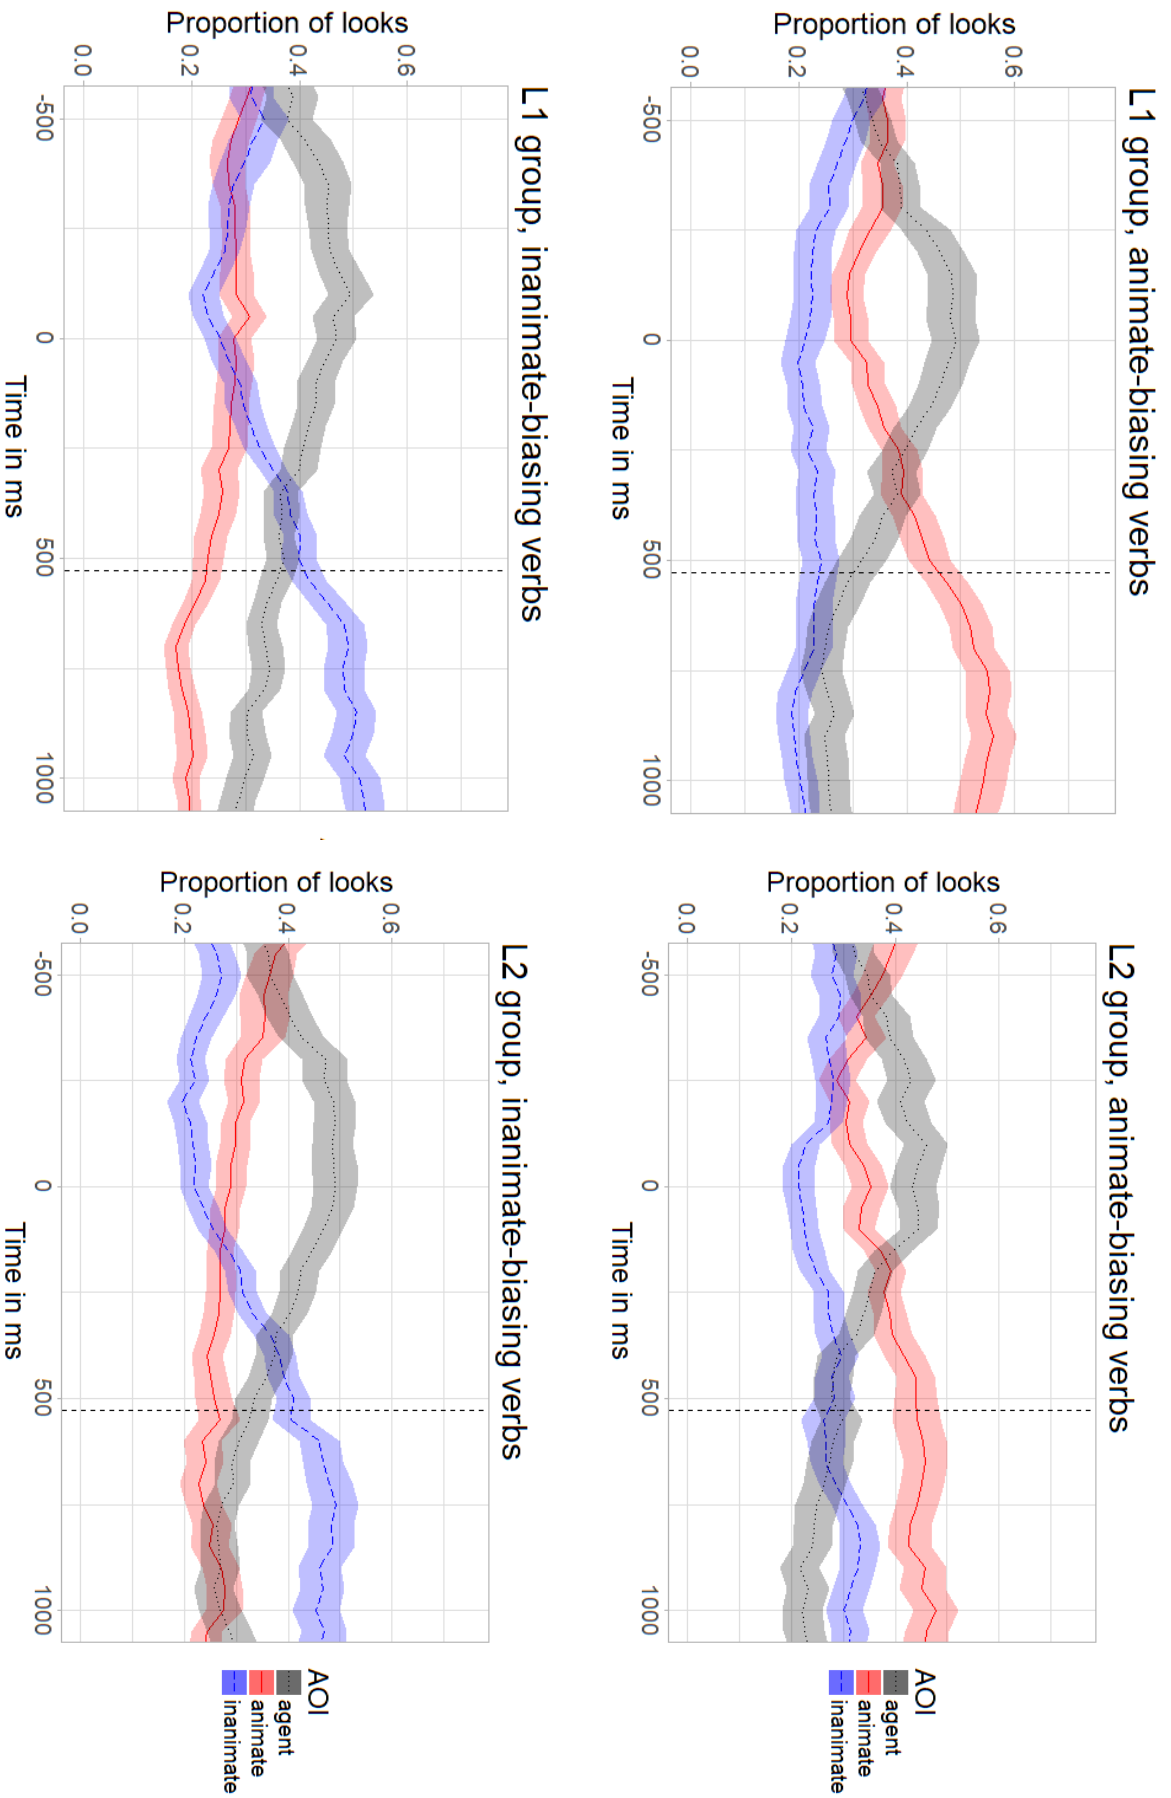 L1 group, animate-biasing verbs
Proportion of looks
0.6
0.4
0.2
0.0
-500
0
500
1000
Time in ms
L2 group, animate-biasing verbs
Proportion of looks
0.6
0.4
0.2
0.0
-500
0
500
1000
Time in ms
AOI
agent
animate
inanimate
L1 group, inanimate-biasing verbs
Proportion of looks
0.6
0.4
0.2
0.0
-500
0
500
1000
Time in ms
L2 group, inanimate-biasing verbs
Proportion of looks
0.6
0.4
0.2
0.0
-500
0
500
1000
Time in ms
AOI
agent
animate
inanimate